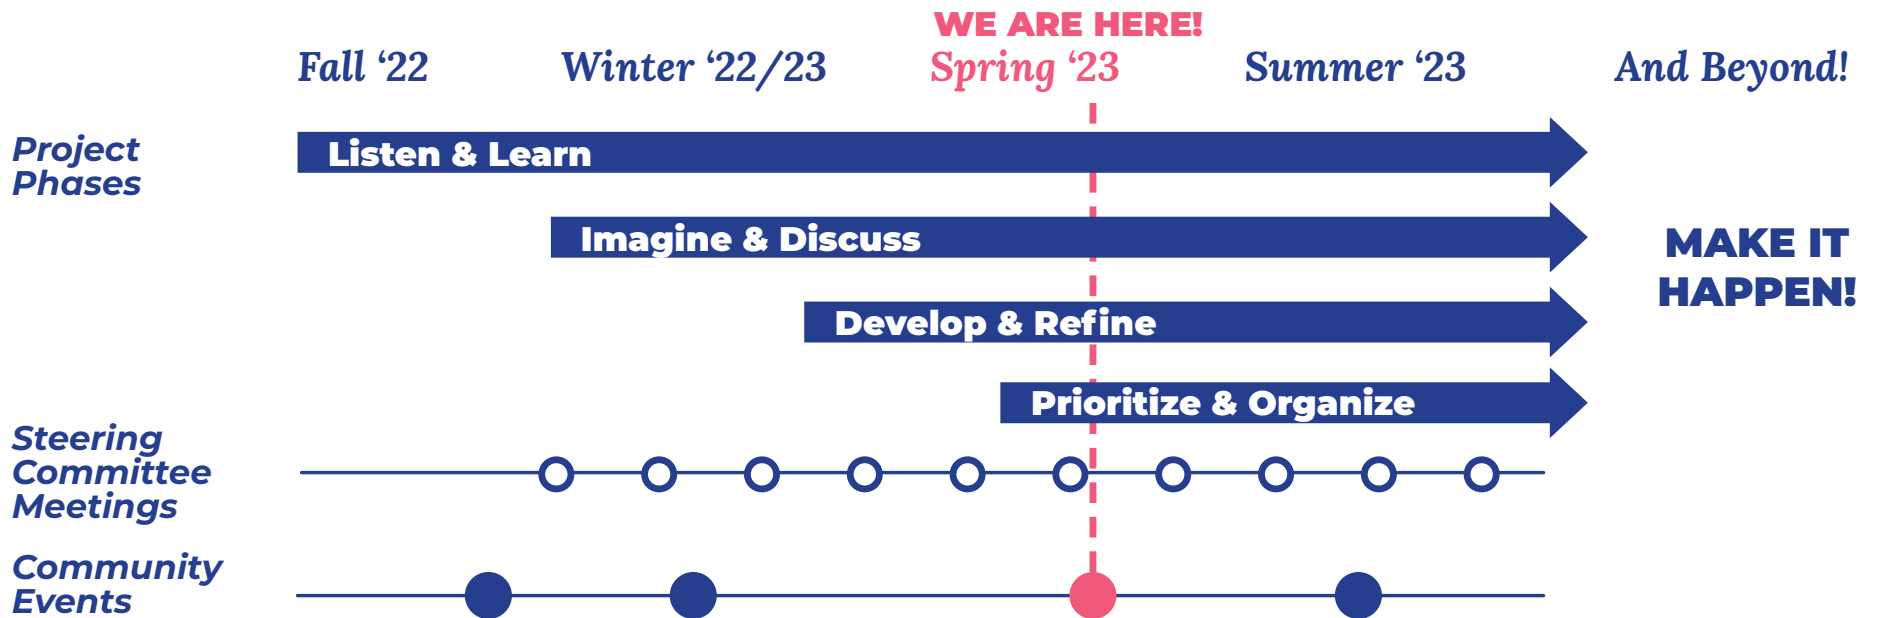 WE ARE HERE!
Fall ‘22
Winter ‘22/23
Spring ‘23
Summer ‘23
And Beyond!
Project
Phases
Listen & Learn
Imagine & Discuss
Develop & Refine
Prioritize & Organize
MAKE IT
HAPPEN!
Steering
Committee
Meetings
Community
Events